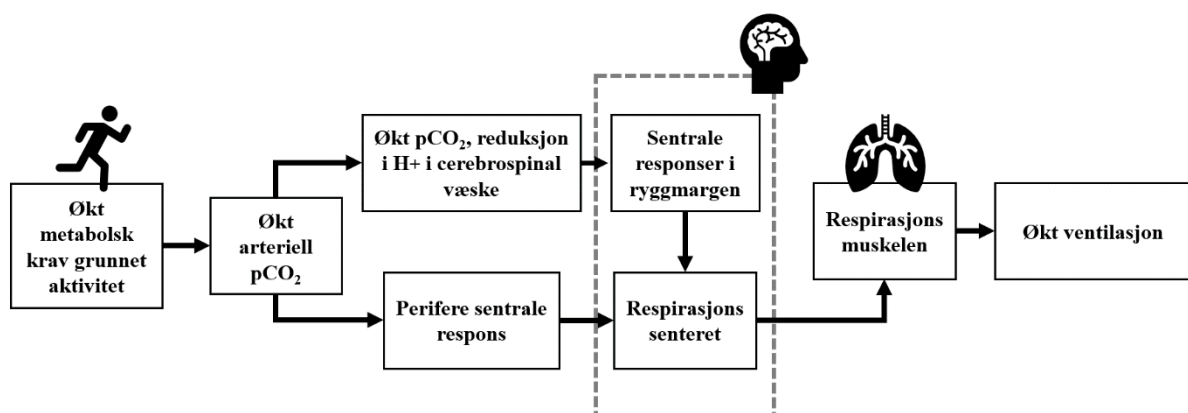 Økt
metabolsk
krav grunnet
aktivitet
Økt
arteriell
pCO₂
Økt pCO₂, reduksjon
i H+ i cerebrospinal
væske
Perifere sentrale
respons
Sentrale
responser i
ryggmargen
Respirasjons
senteret
Respirasjons
muskelen
Økt ventilasjon